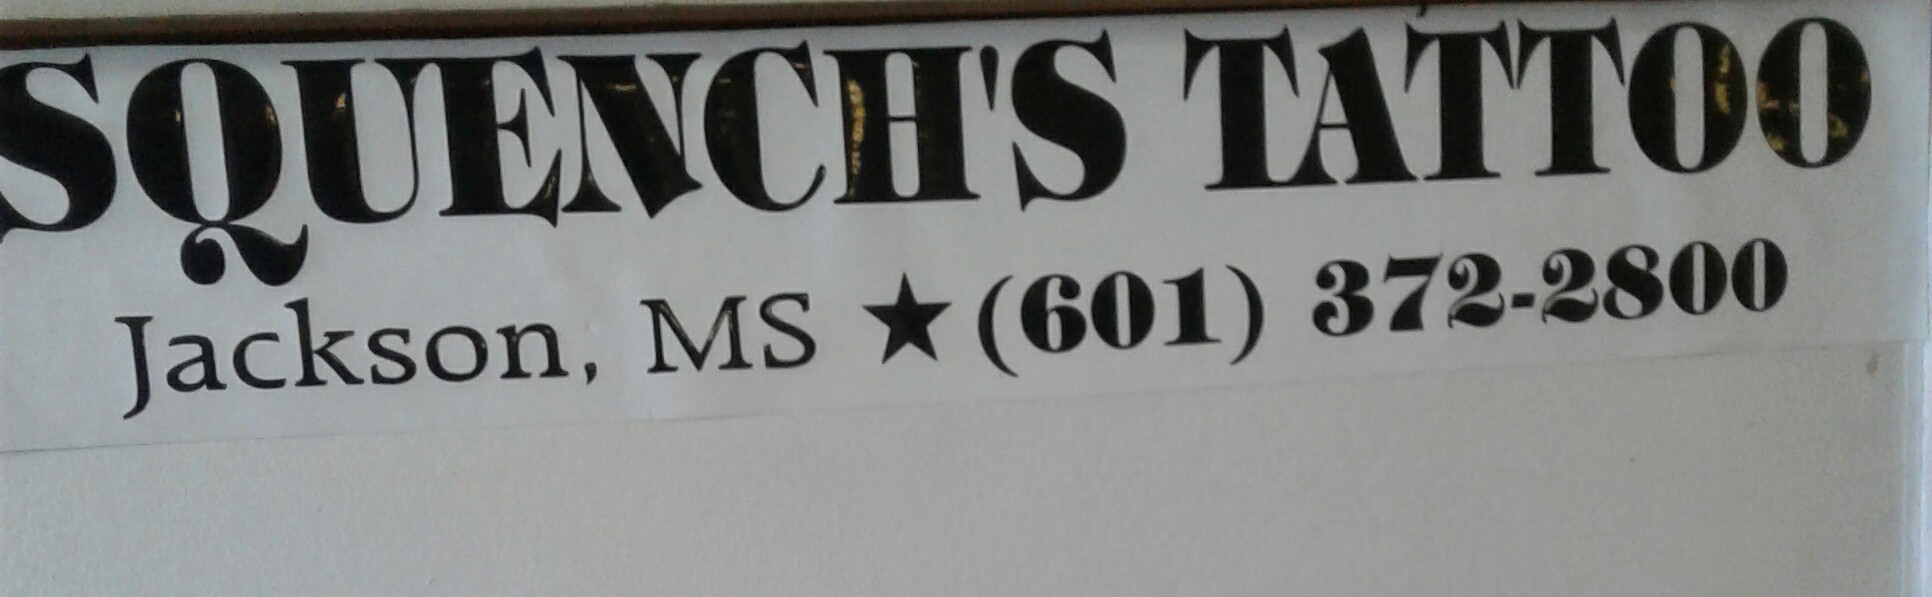 SQUENCH'S TATTOO
Jackson, MS ★ (601) 372-2800